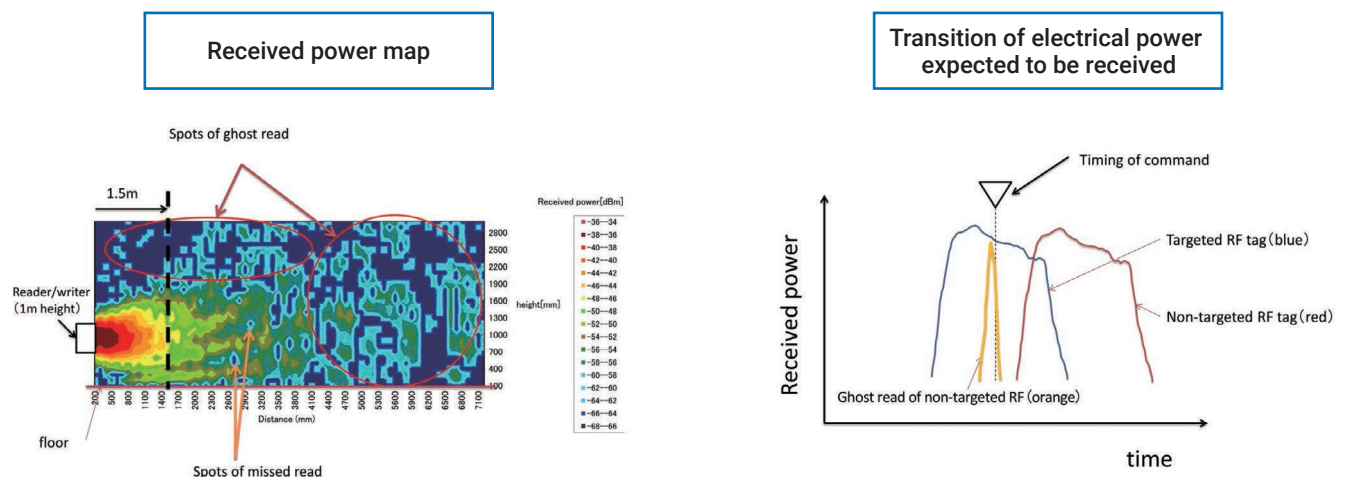 Received power map
Transition of electrical power
expected to be received
Spots of ghost read
1.5m
Reader/writer
(1m height)
floor
Spots of missed read
Distance (mm)
200
500
800
1100
1400
1700
2000
2300
2600
2900
3200
3500
3800
4100
4400
4700
5000
5300
5600
5900
6200
6500
6800
7100
2800
2500
2200
1900
1600
1300
1000
700
400
100
height[mm]
Received power[dBm]
-36--34
-38--36
-40--38
-42--40
-44--42
-46--44
-48--46
-50--48
-52--50
-54--52
-56--54
-58--56
-60--58
-62--60
-64--62
-66--64
-68--66
Timing of command
Targeted RF tag(blue)
Non-targeted RF tag(red)
Ghost read of non-targeted RF(orange)
Received power
time